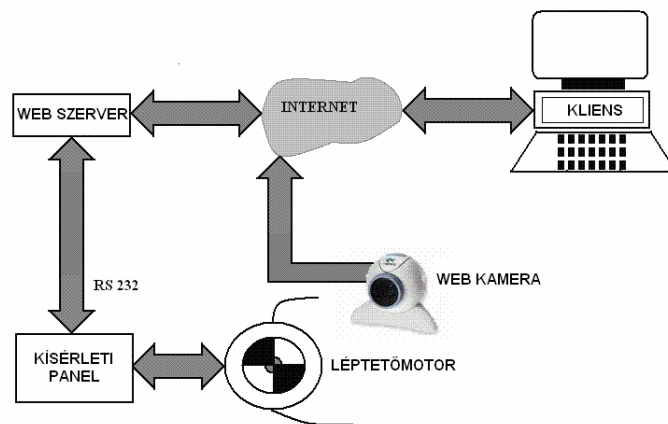 WEB SZERVER
INTERNET
KLIENS
RS 232
WEB KAMERA
KÍSÉRLETI
PANEL
LÉPTETŐMOTOR